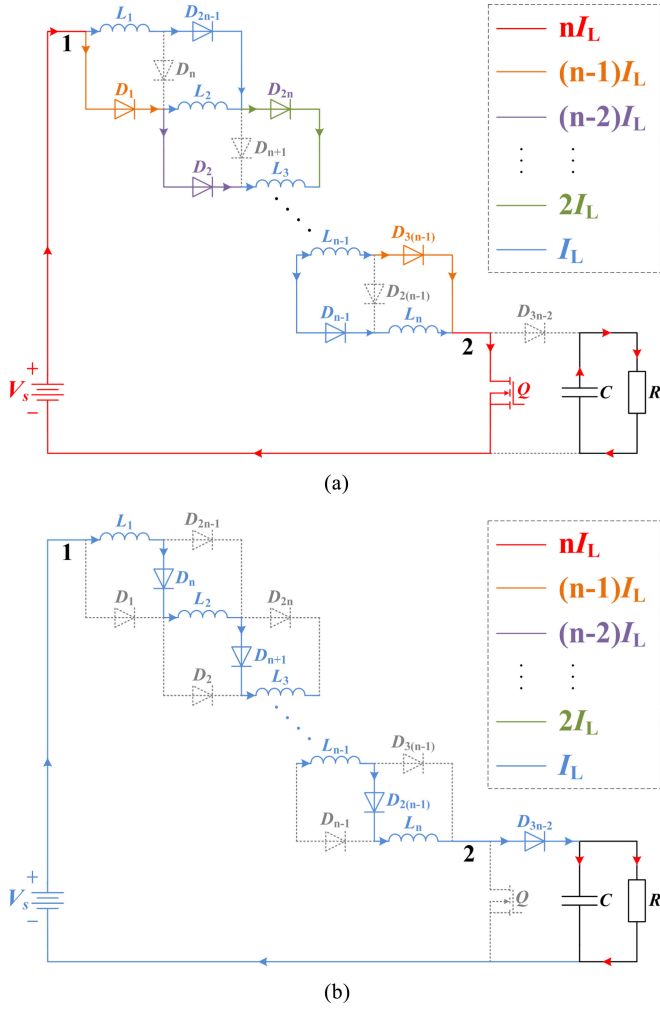 L1 D2n-1
1
Dn
D1 L2 D2n
Dn+1
D2 L3
Ln-1 D3(n-1)
D2(n-1)
Dn-1 Ln D3n-2
2
+
Vs
−
Q C R
nIL
(n-1)IL
(n-2)IL
2IL
IL
(a)
L1 D2n-1
1
Dn
D1 L2 D2n
Dn+1
D2 L3
Ln-1 D3(n-1)
D2(n-1)
Dn-1 Ln D3n-2
2
+
Vs
−
Q C R
nIL
(n-1)IL
(n-2)IL
2IL
IL
(b)